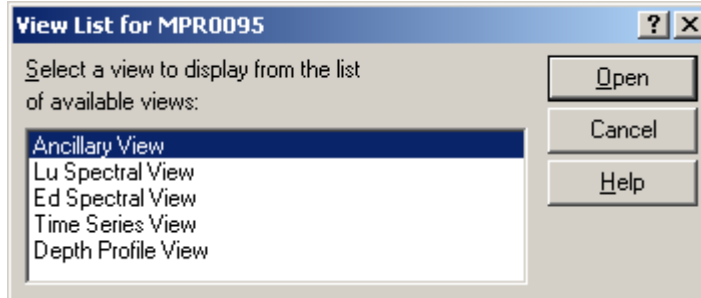 View List for MPR0095
Select a view to display from the list
of available views:
Ancillary View
Lu Spectral View
Ed Spectral View
Time Series View
Depth Profile View
Open
Cancel
Help